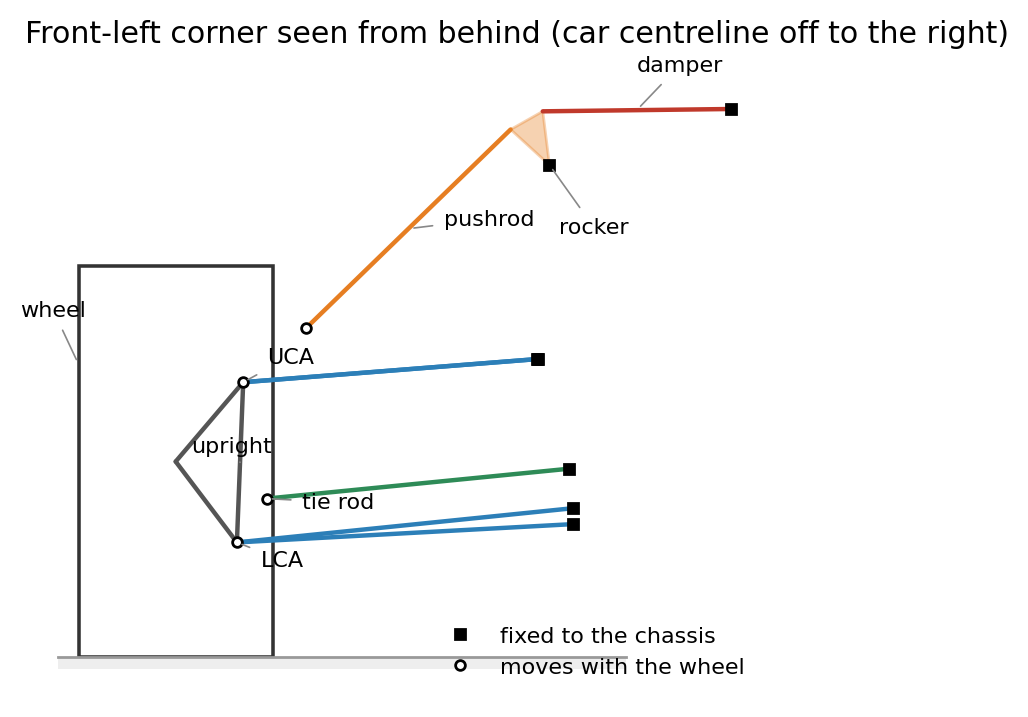 Front-left corner seen from behind (car centreline off to the right)
damper
pushrod
rocker
wheel
UCA
upright
tie rod
LCA
fixed to the chassis
moves with the wheel